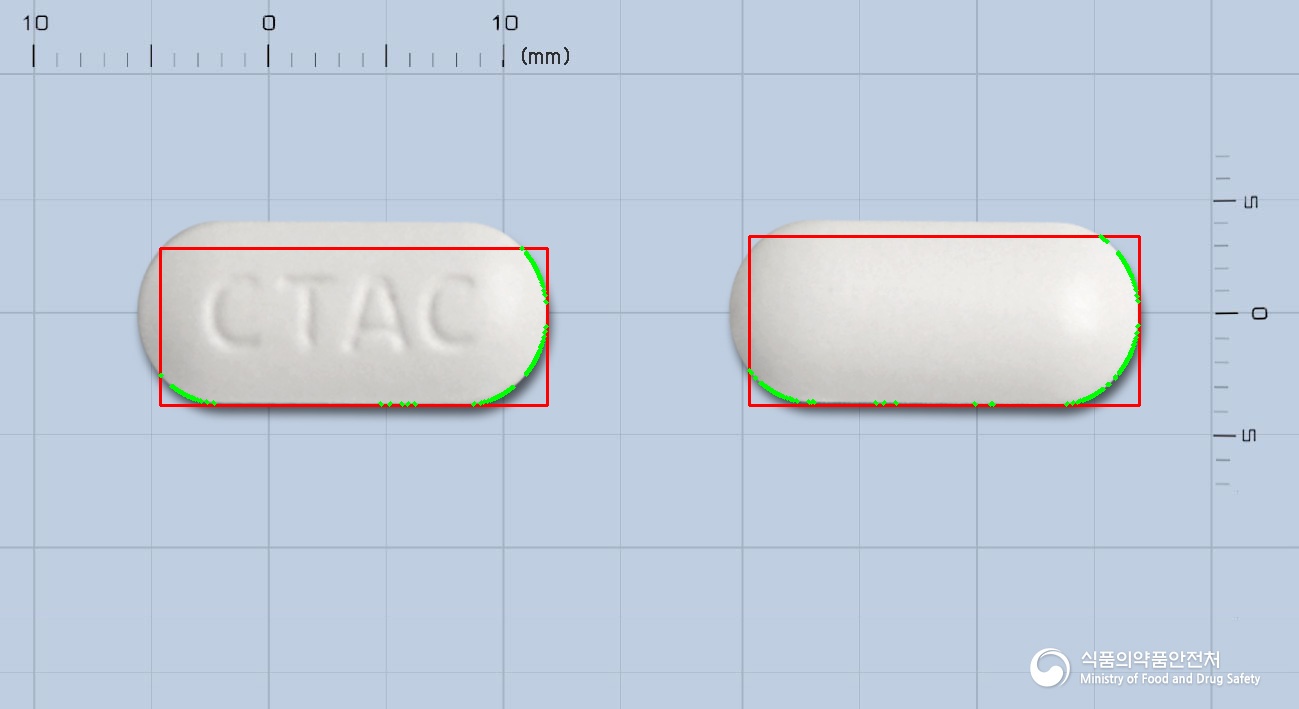 10 0 10
(mm)
CTAC
5
0
5
식품의약품안전처
Ministry of Food and Drug Safety